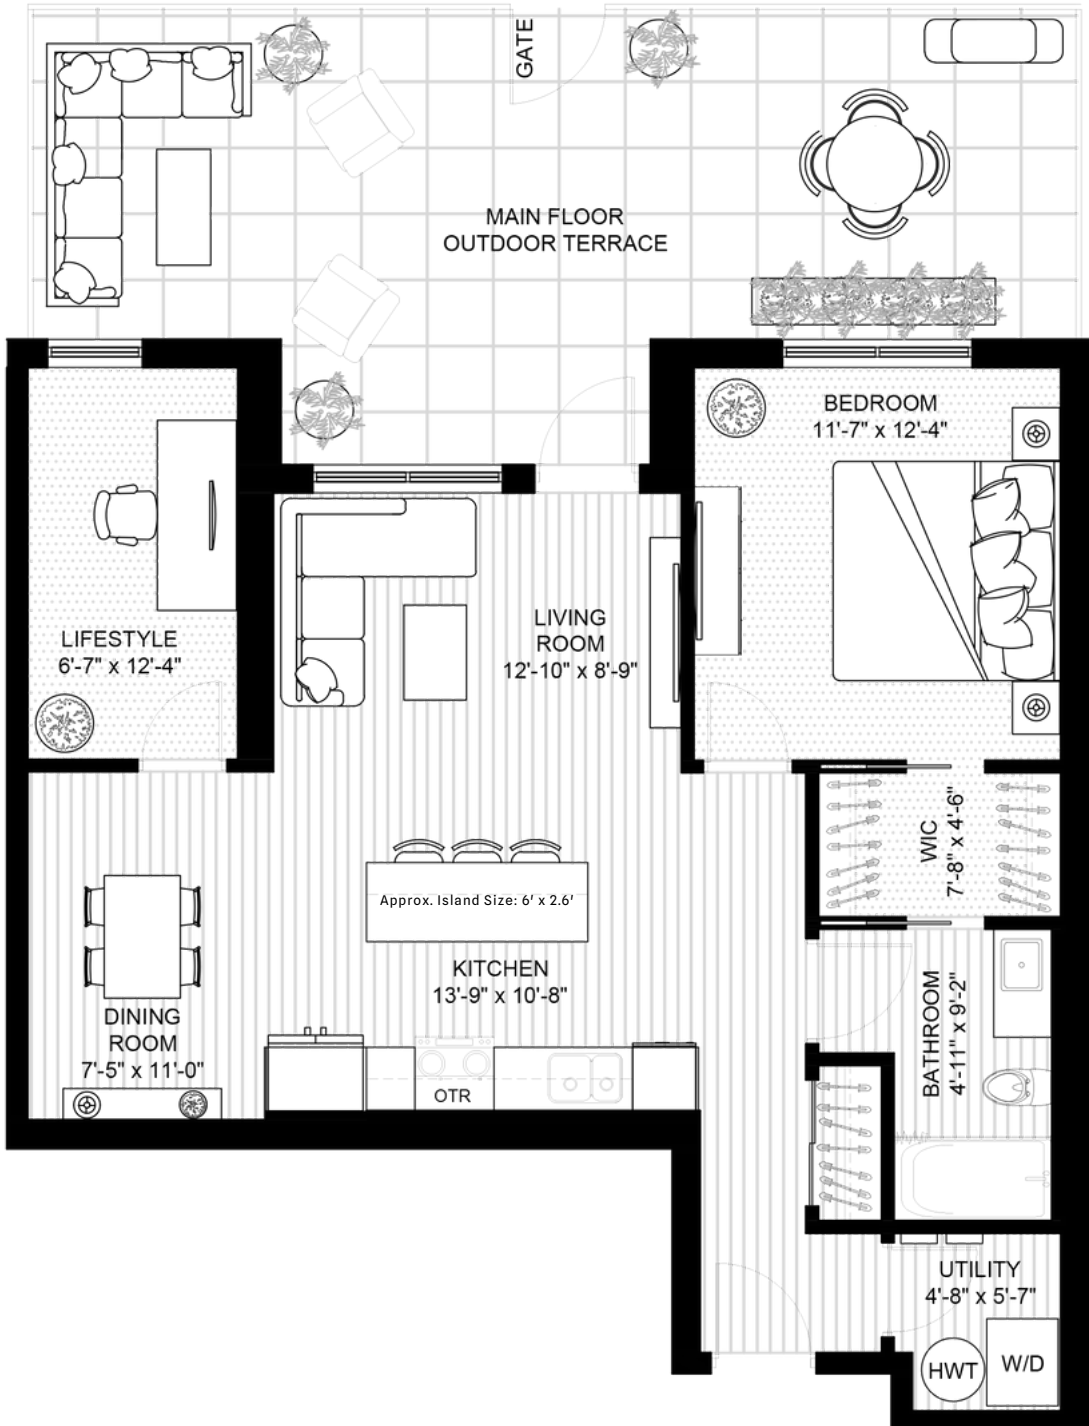 GATE
MAIN FLOOR
OUTDOOR TERRACE
BEDROOM
11'-7" x 12'-4"
LIFESTYLE
6'-7" x 12'-4"
LIVING
ROOM
12'-10" x 8'-9"
WIC
7'-8" x 4'-6"
Approx. Island Size: 6' x 2.6'
KITCHEN
13'-9" x 10'-8"
DINING
ROOM
7'-5" x 11'-0"
OTR
BATHROOM
4'-11" x 9'-2"
UTILITY
4'-8" x 5'-7"
HWT
W/D